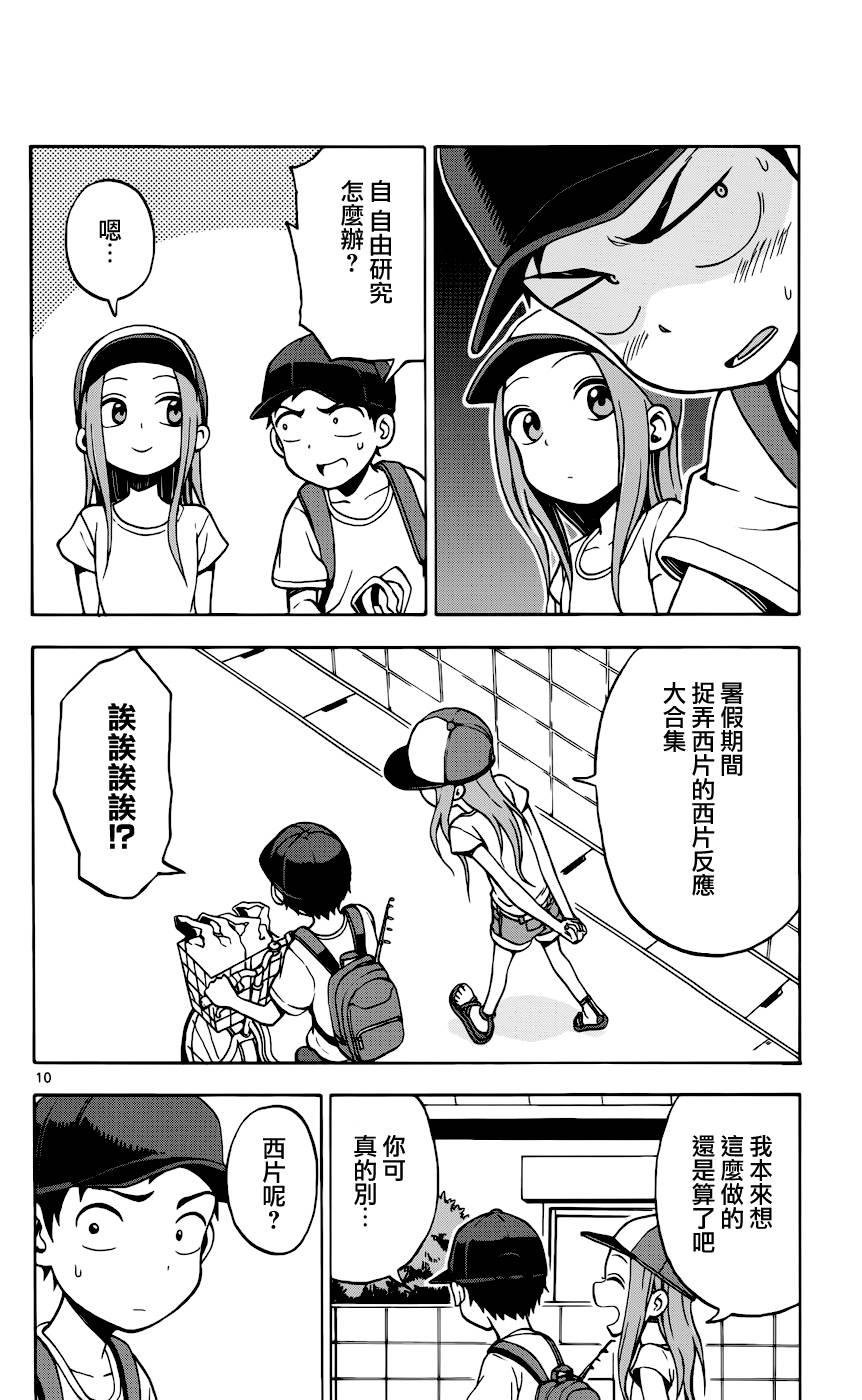 自 自由研究
怎麼辦?
嗯…
暑假期間
捉弄西片的西片反應
大合集
誒誒誒誒!?
10
我本來想
這麼做的
還是算了吧
你可
真的別…
西片呢?